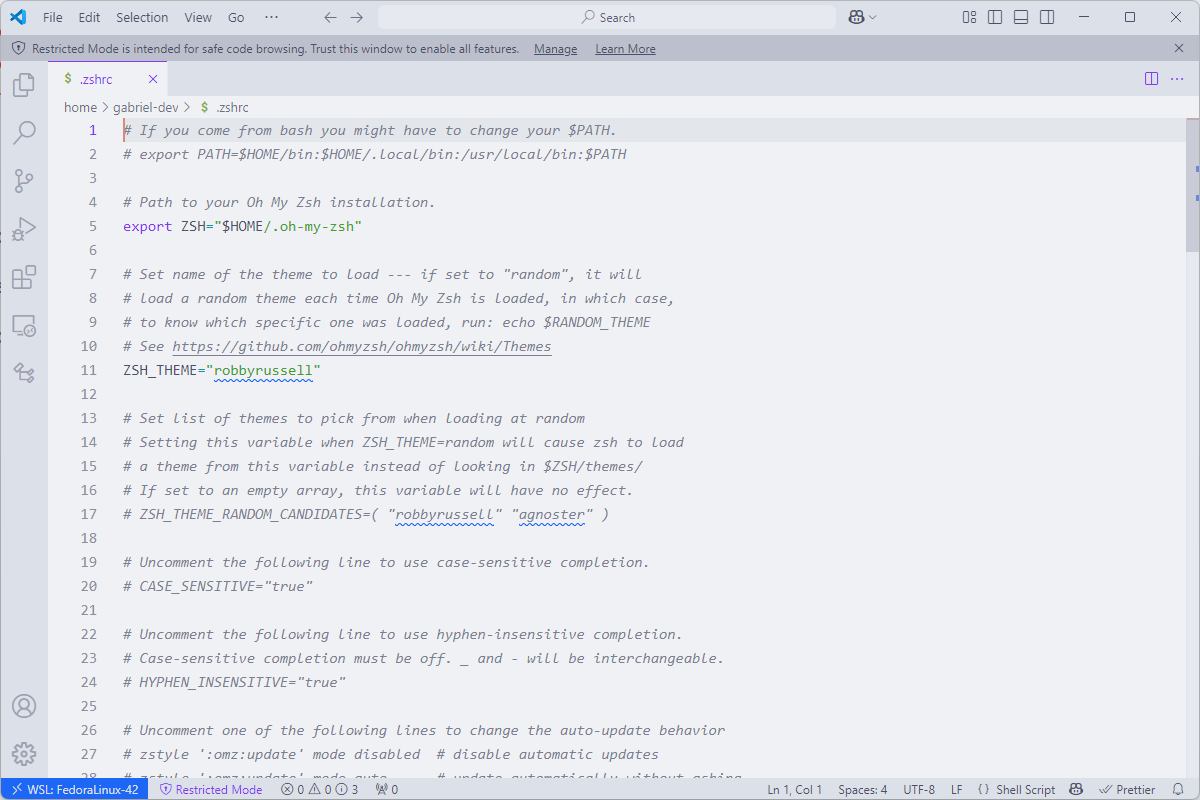 File Edit Selection View Go ··· Search
Restricted Mode is intended for safe code browsing. Trust this window to enable all features. Manage Learn More
$ .zshrc
home > gabriel-dev > $ .zshrc
1 # If you come from bash you might have to change your $PATH.
2 # export PATH=$HOME/bin:$HOME/.local/bin:/usr/local/bin:$PATH
3
4 # Path to your Oh My Zsh installation.
5 export ZSH="$HOME/.oh-my-zsh"
6
7 # Set name of the theme to load --- if set to "random", it will
8 # load a random theme each time Oh My Zsh is loaded, in which case,
9 # to know which specific one was loaded, run: echo $RANDOM_THEME
10 # See https://github.com/ohmyzsh/ohmyzsh/wiki/Themes
11 ZSH_THEME="robbyrussell"
12
13 # Set list of themes to pick from when loading at random
14 # Setting this variable when ZSH_THEME=random will cause zsh to load
15 # a theme from this variable instead of looking in $ZSH/themes/
16 # If set to an empty array, this variable will have no effect.
17 # ZSH_THEME_RANDOM_CANDIDATES=( "robbyrussell" "agnoster" )
18
19 # Uncomment the following line to use case-sensitive completion.
20 # CASE_SENSITIVE="true"
21
22 # Uncomment the following line to use hyphen-insensitive completion.
23 # Case-sensitive completion must be off. _ and - will be interchangeable.
24 # HYPHEN_INSENSITIVE="true"
25
26 # Uncomment one of the following lines to change the auto-update behavior
27 # zstyle ':omz:update' mode disabled # disable automatic updates
28 # zstyle ':omz:update' mode auto # update automatically without asking
WSL: FedoraLinux-42 Restricted Mode 0 0 3 0 Ln 1, Col 1 Spaces: 4 UTF-8 LF { } Shell Script Prettier